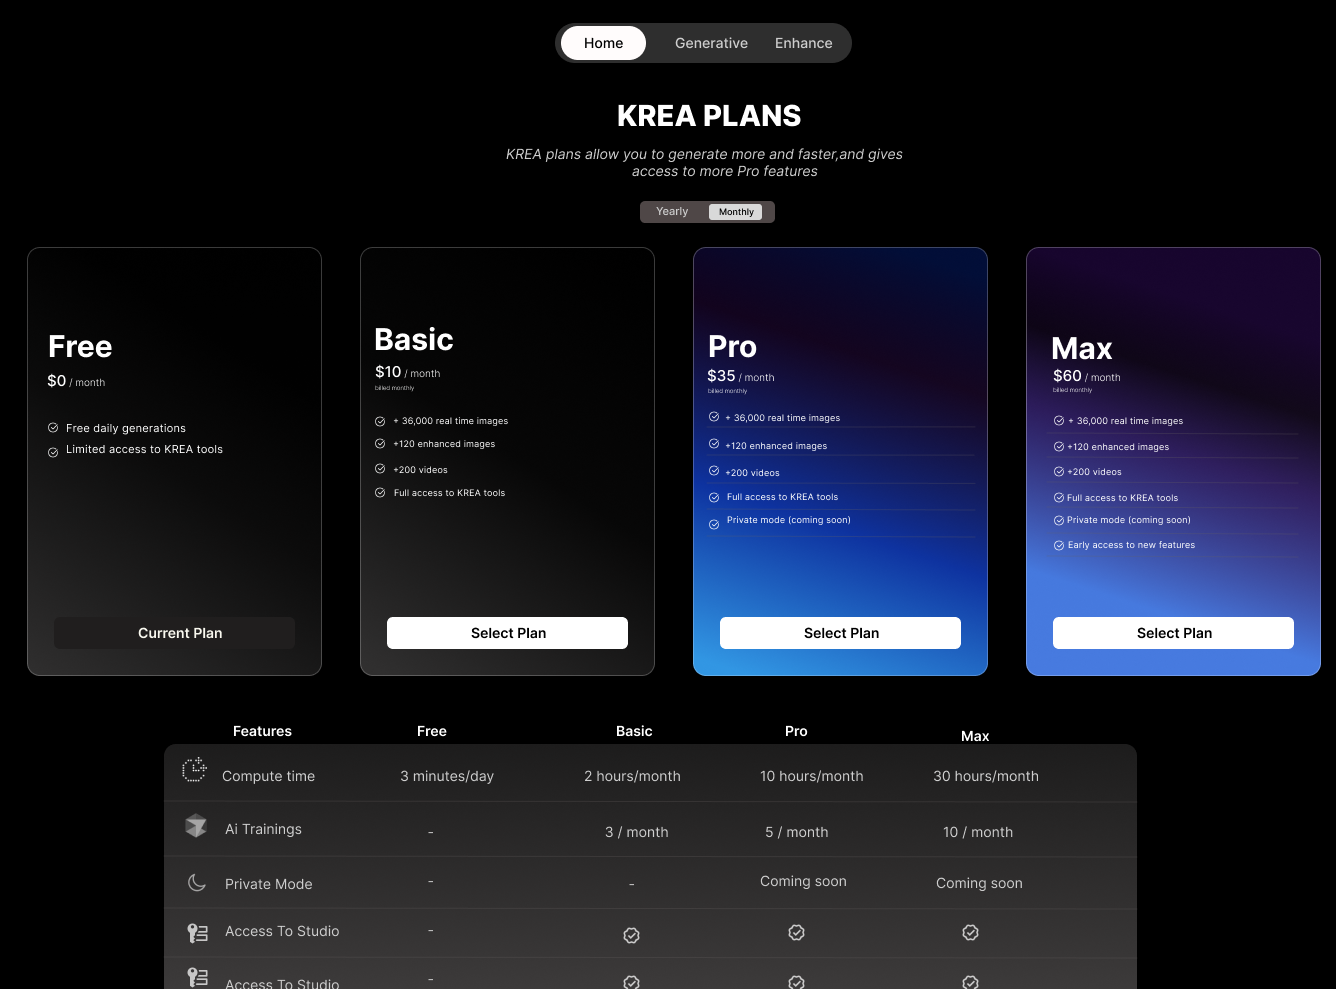 Home Generative Enhance
KREA PLANS
KREA plans allow you to generate more and faster,and gives
access to more Pro features
Yearly Monthly
Free
$0 / month
Free daily generations
Limited access to KREA tools
Current Plan
Basic
$10 / month
billed monthly
+ 36,000 real time images
+120 enhanced images
+200 videos
Full access to KREA tools
Select Plan
Pro
$35 / month
billed monthly
+ 36,000 real time images
+120 enhanced images
+200 videos
Full access to KREA tools
Private mode (coming soon)
Select Plan
Max
$60 / month
billed monthly
+ 36,000 real time images
+120 enhanced images
+200 videos
Full access to KREA tools
Private mode (coming soon)
Early access to new features
Select Plan
Features Free Basic Pro Max
Compute time 3 minutes/day 2 hours/month 10 hours/month 30 hours/month
Ai Trainings - 3 / month 5 / month 10 / month
Private Mode - - Coming soon Coming soon
Access To Studio -
Access To Studio -